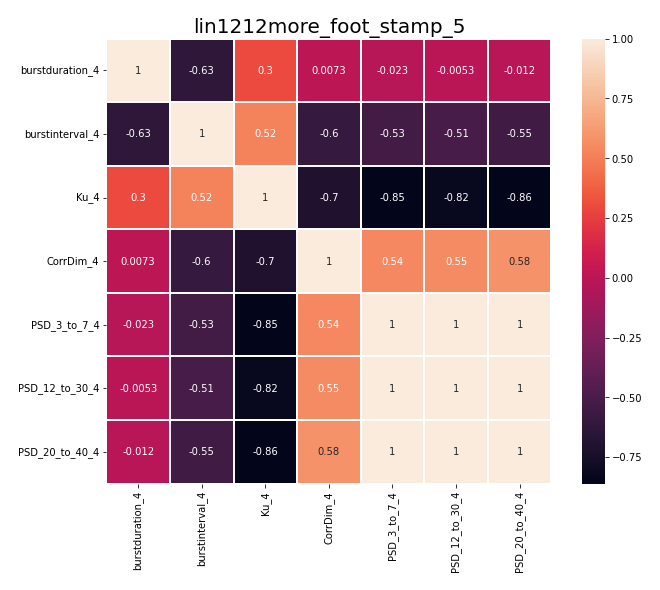 lin1212more_foot_stamp_5
burstduration_4 1 -0.63 0.3 0.0073 -0.023 -0.0053 -0.012
burstinterval_4 -0.63 1 0.52 -0.6 -0.53 -0.51 -0.55
Ku_4 0.3 0.52 1 -0.7 -0.85 -0.82 -0.86
CorrDim_4 0.0073 -0.6 -0.7 1 0.54 0.55 0.58
PSD_3_to_7_4 -0.023 -0.53 -0.85 0.54 1 1 1
PSD_12_to_30_4 -0.0053 -0.51 -0.82 0.55 1 1 1
PSD_20_to_40_4 -0.012 -0.55 -0.86 0.58 1 1 1
burstduration_4
burstinterval_4
Ku_4
CorrDim_4
PSD_3_to_7_4
PSD_12_to_30_4
PSD_20_to_40_4
1.00
0.75
0.50
0.25
0.00
−0.25
−0.50
−0.75